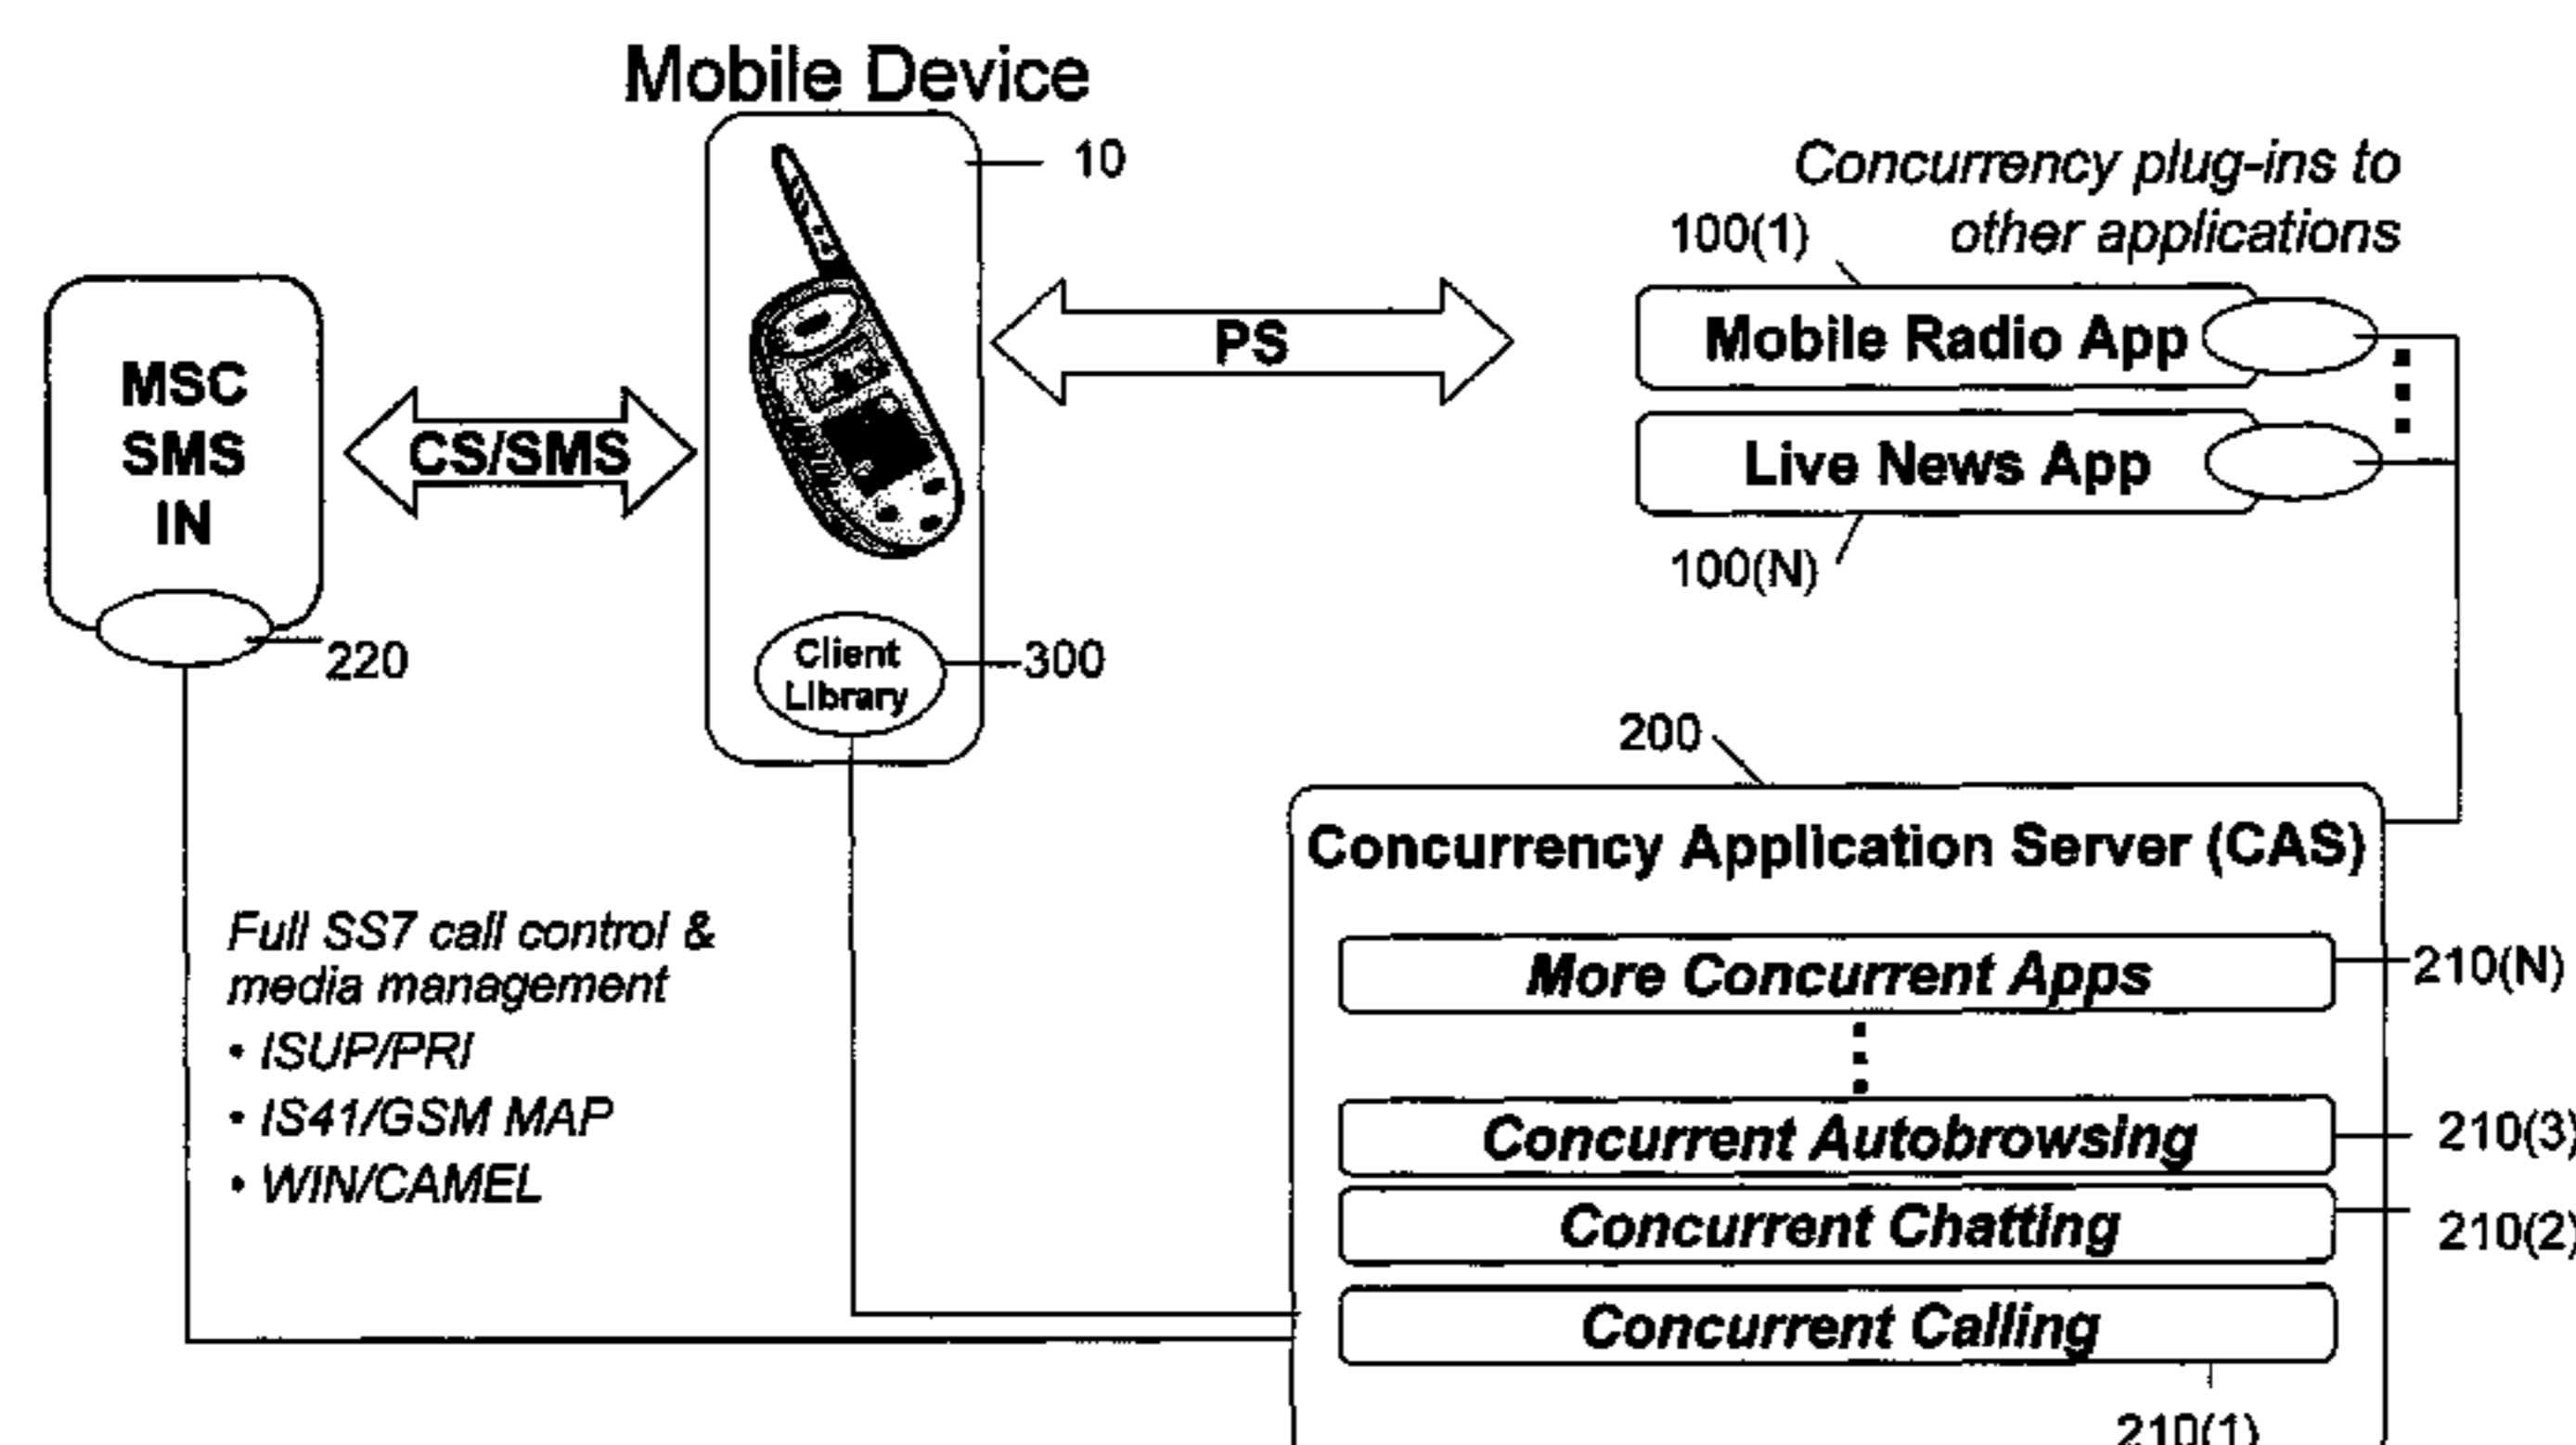 Mobile Device
10
Concurrency plug-ins to
other applications
100(1)
Mobile Radio App
PS
MSC
SMS
IN
CS/SMS
Live News App
100(N)
220
Client
Library
300
200
Concurrency Application Server (CAS)
Full SS7 call control &
media management
• ISUP/PRI
• IS41/GSM MAP
• WIN/CAMEL
More Concurrent Apps
210(N)
Concurrent Autobrowsing
210(3)
Concurrent Chatting
210(2)
Concurrent Calling
210(1)